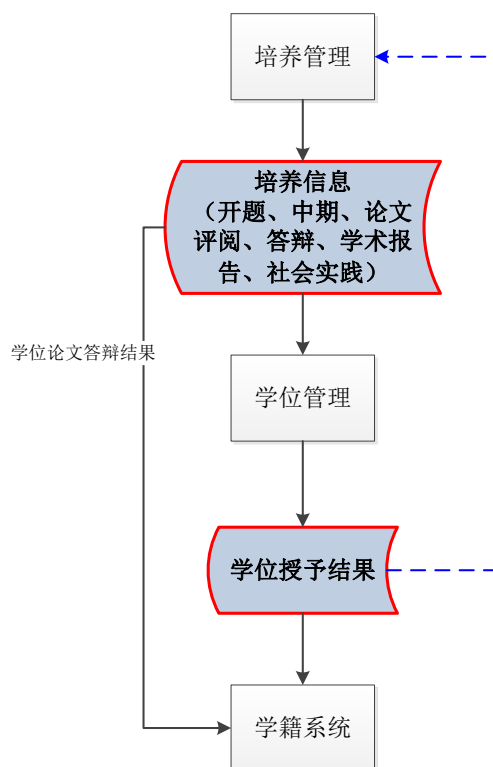 培养管理
培养信息
（开题、中期、论文
评阅、答辩、学术报
告、社会实践）
学位论文答辩结果
学位管理
学位授予结果
学籍系统